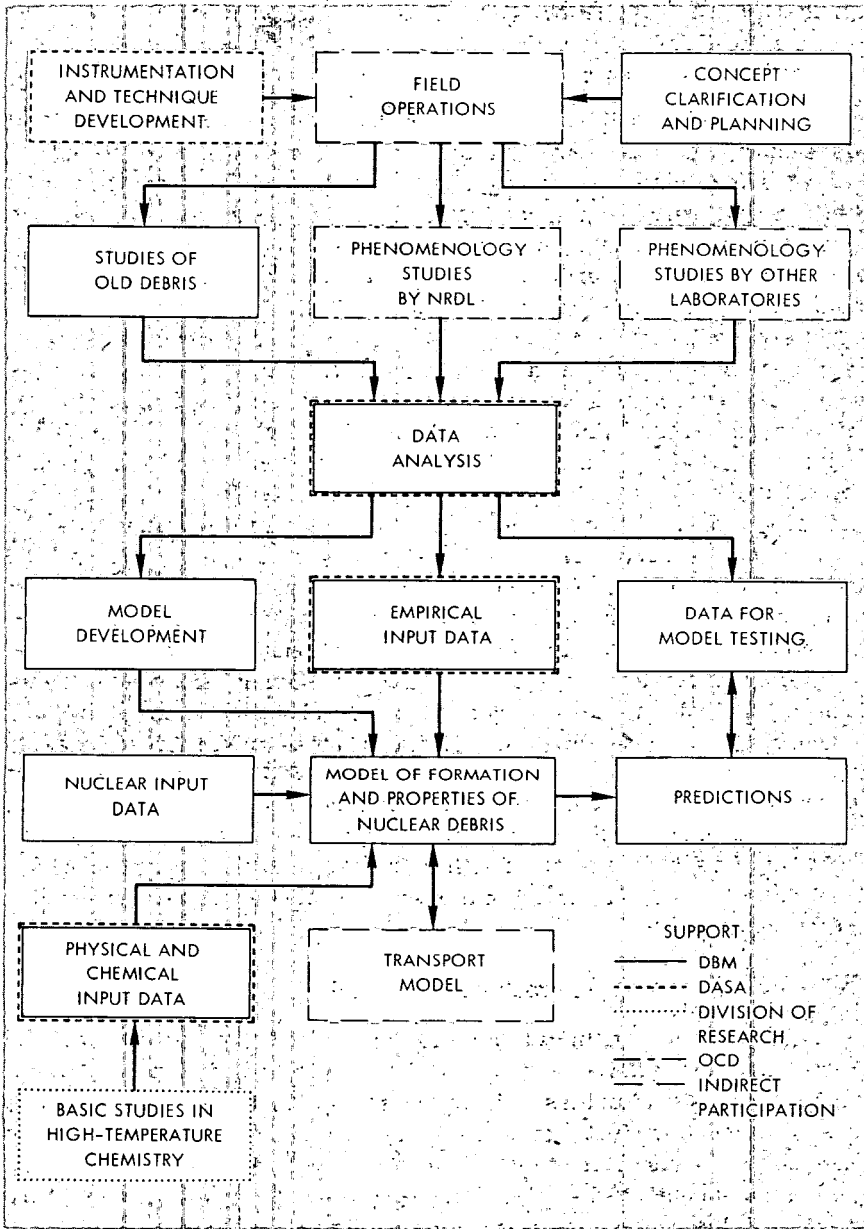 INSTRUMENTATION
AND TECHNIQUE
DEVELOPMENT
FIELD
OPERATIONS
CONCEPT
CLARIFICATION
AND PLANNING
STUDIES OF
OLD DEBRIS
PHENOMENOLOGY
STUDIES
BY NRDL
PHENOMENOLOGY
STUDIES BY OTHER
LABORATORIES
DATA
ANALYSIS
MODEL
DEVELOPMENT
EMPIRICAL
INPUT DATA
DATA FOR
MODEL TESTING
NUCLEAR INPUT
DATA
MODEL OF FORMATION
AND PROPERTIES OF
NUCLEAR DEBRIS
PREDICTIONS
PHYSICAL AND
CHEMICAL
INPUT DATA
TRANSPORT
MODEL
SUPPORT
DBM
DASA
DIVISION OF
RESEARCH
OCD
INDIRECT
PARTICIPATION
BASIC STUDIES IN
HIGH-TEMPERATURE
CHEMISTRY